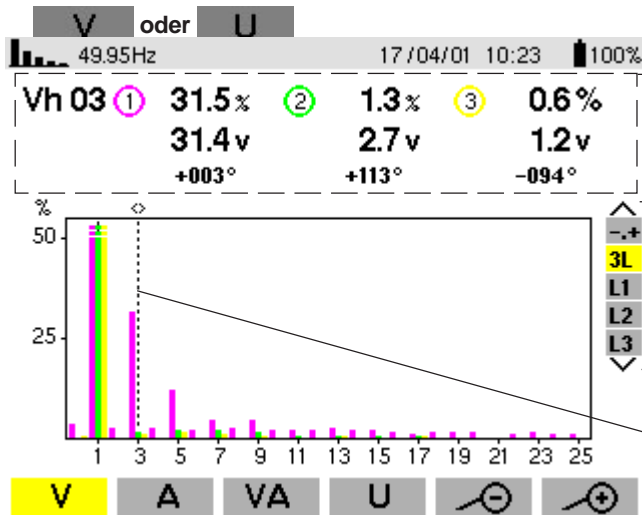 V oder U
49.95Hz 17/04/01 10:23 100%
Vh 03 1 31.5% 2 1.3% 3 0.6%
31.4v 2.7v 1.2v
+003° +113° -094°
%
50
25
1 3 5 7 9 11 13 15 17 19 21 23 25
-.+
3L
L1
L2
L3
V A VA U